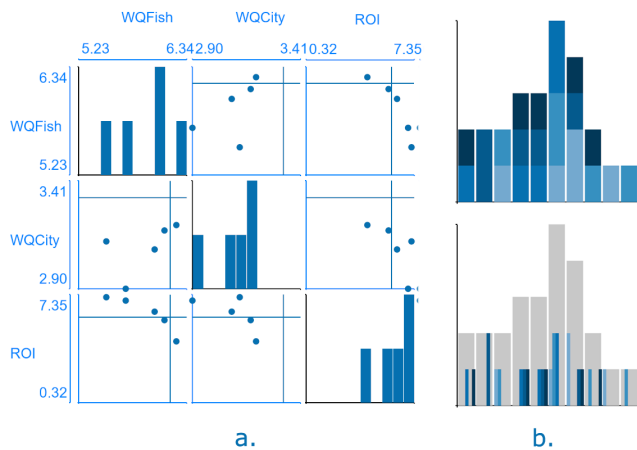 WQFish WQCity ROI
5.23 6.34 2.90 3.41 0.32 7.35
6.34
WQFish
5.23
3.41
WQCity
2.90
7.35
ROI
0.32
a. b.